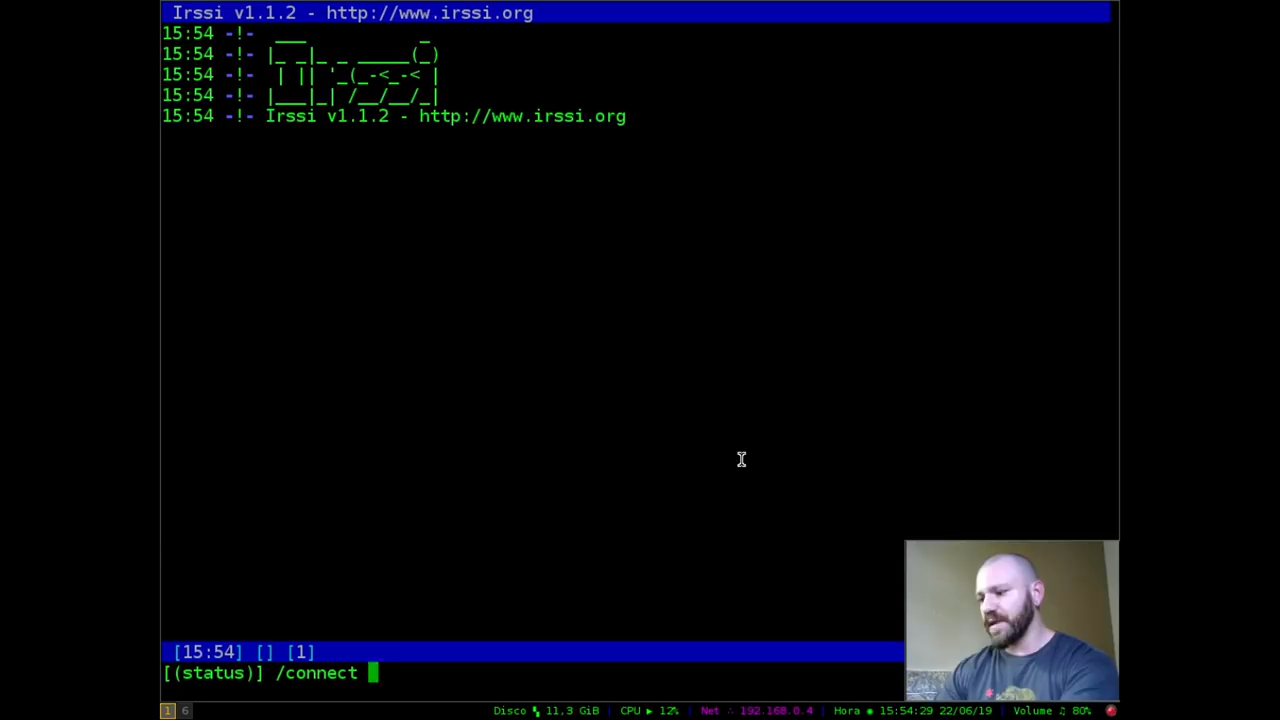 Irssi v1.1.2 - http://www.irssi.org
15:54 -!-  ___           _
15:54 -!- |_ _|_ _ _____(_)
15:54 -!-  | || '_(_-<_-< |
15:54 -!- |___|_| /__/__/_|
15:54 -!- Irssi v1.1.2 - http://www.irssi.org
[15:54] [] [1]
[(status)] /connect
1 6 Disco ▚ 11,3 GiB | CPU ▶ 12% | Net ∴ 192.168.0.4 | Hora ◉ 15:54:29 22/06/19 | Volume ♫ 80%